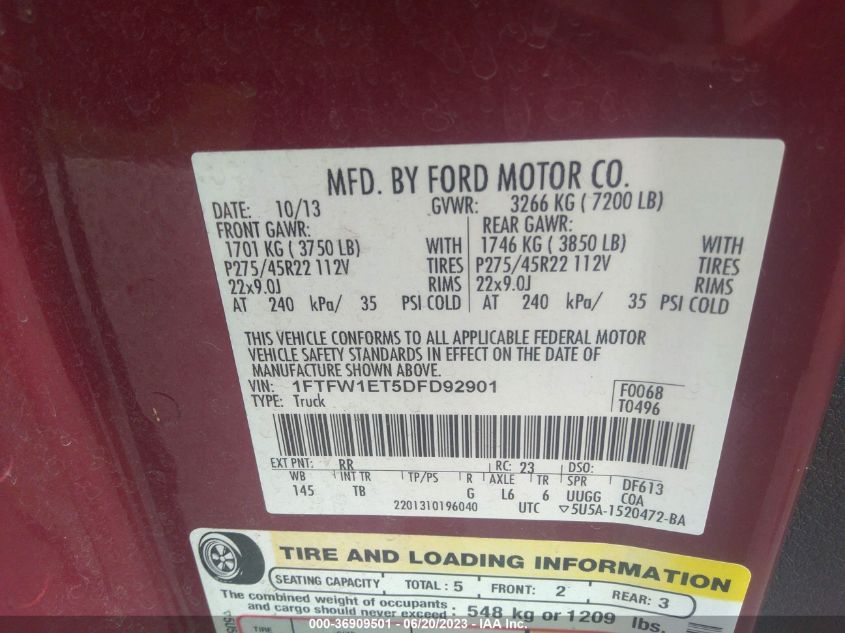 MFD. BY FORD MOTOR CO.
DATE: 10/13 GVWR: 3266 KG ( 7200 LB)
FRONT GAWR: REAR GAWR:
1701 KG ( 3750 LB) WITH 1746 KG ( 3850 LB) WITH
P275/45R22 112V TIRES P275/45R22 112V TIRES
22x9.0J RIMS 22x9.0J RIMS
AT 240 kPa/ 35 PSI COLD AT 240 kPa/ 35 PSI COLD
THIS VEHICLE CONFORMS TO ALL APPLICABLE FEDERAL MOTOR
VEHICLE SAFETY STANDARDS IN EFFECT ON THE DATE OF
MANUFACTURE SHOWN ABOVE.
VIN: 1FTFW1ET5DFD92901 F0068
TYPE: Truck T0496
EXT PNT: RR RC: 23 DSO:
WB INT TR TP/PS R AXLE TR SPR DF613
145 TB G L6 6 UUGG COA
2201310196040 UTC ▽5U5A-1520472-BA
TIRE AND LOADING INFORMATION
SEATING CAPACITY TOTAL: 5 FRONT: 2 REAR: 3
The combined weight of occupants
and cargo should never exceed: 548 kg or 1209 lbs.
000-36909501 - 06/20/2023 - IAA Inc.